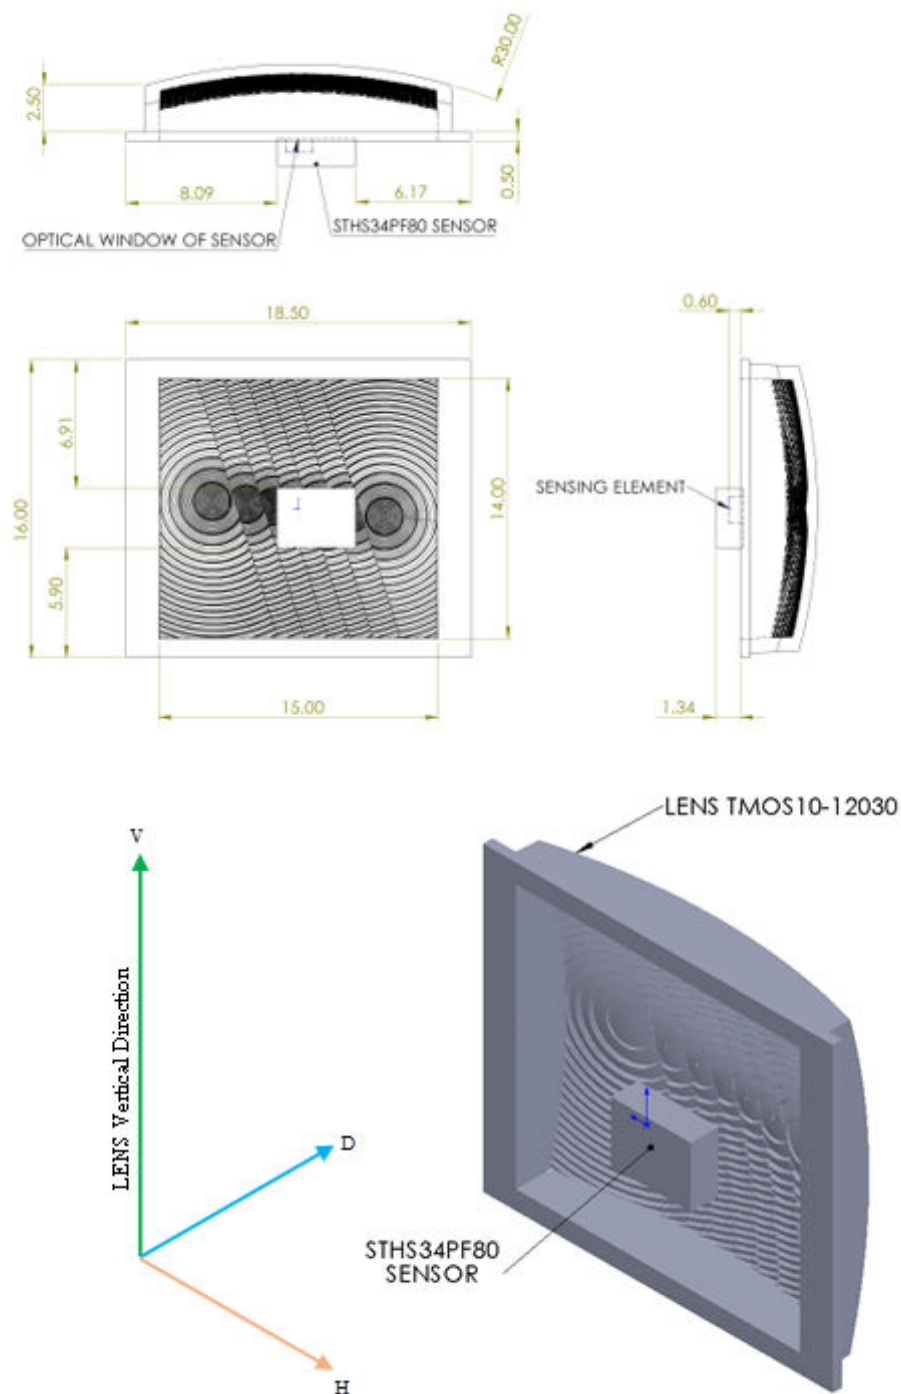 R30.00
2.50
8.09
6.17
0.50
OPTICAL WINDOW OF SENSOR
STHS34PF80 SENSOR
18.50
0.60
6.91
16.00
14.00
SENSING ELEMENT
5.90
15.00
1.34
LENS TMOS10-12030
V
LENS Vertical Direction
D
H
STHS34PF80
SENSOR